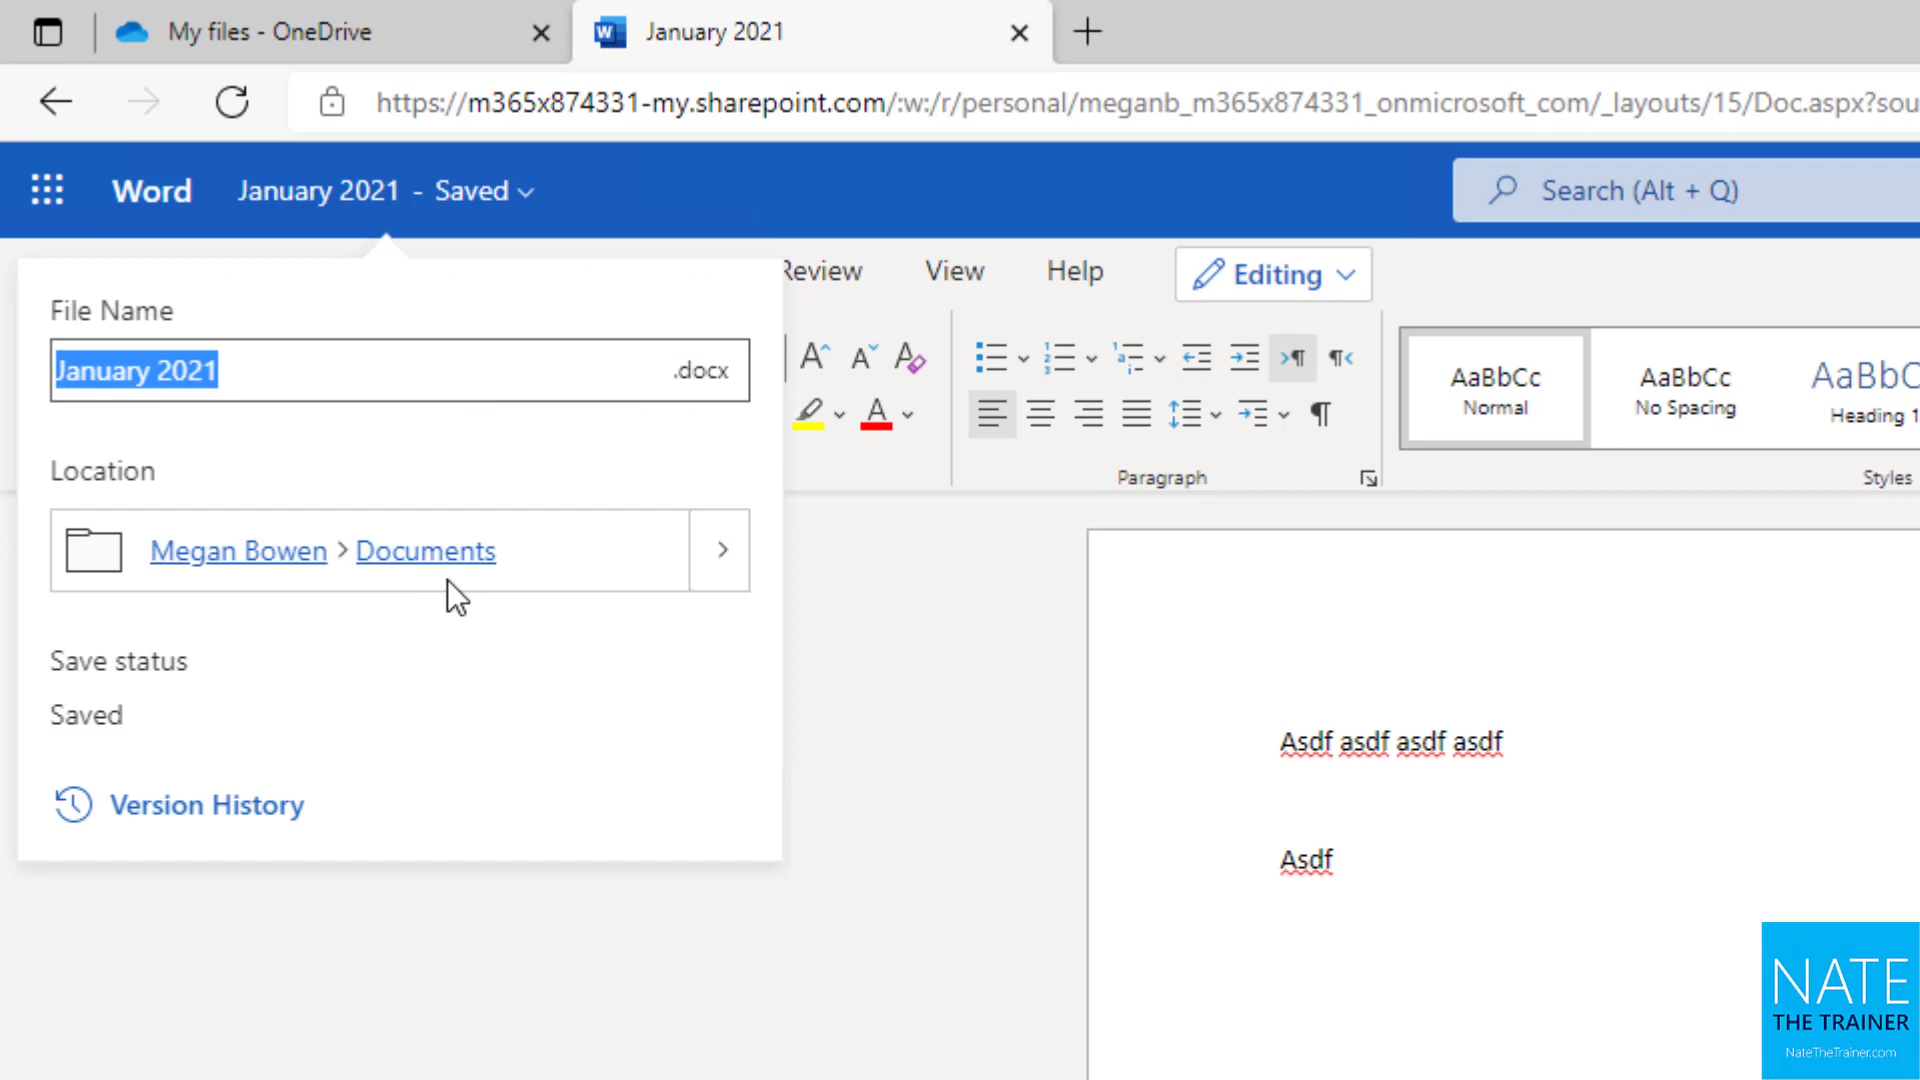 My files - OneDrive
January 2021
https://m365x874331-my.sharepoint.com/:w:/r/personal/meganb_m365x874331_onmicrosoft_com/_layouts/15/Doc.aspx?sou
Word January 2021 - Saved
Search (Alt + Q)
Review View Help Editing
File Name
January 2021 .docx
Location
Megan Bowen > Documents
Save status
Saved
Version History
AaBbCc
Normal
AaBbCc
No Spacing
AaBbC
Heading 1
Paragraph
Styles
Asdf asdf asdf asdf
Asdf
NATE
THE TRAINER
NateTheTrainer.com